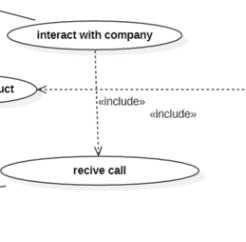 interact with company
uct
«include»
«include»
recive call